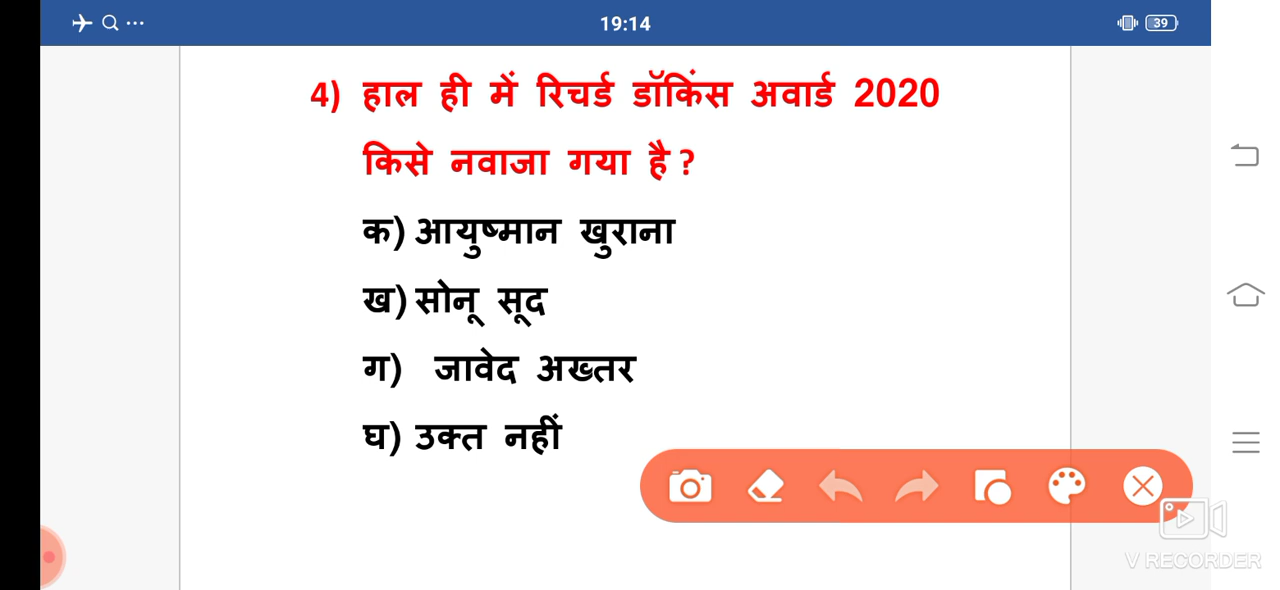 19:14
39
4) हाल ही में रिचर्ड डॉकिंस अवार्ड 2020
किसे नवाजा गया है ?
क) आयुष्मान खुराना
ख) सोनू सूद
ग) जावेद अख्तर
घ) उक्त नहीं
V RECORDER